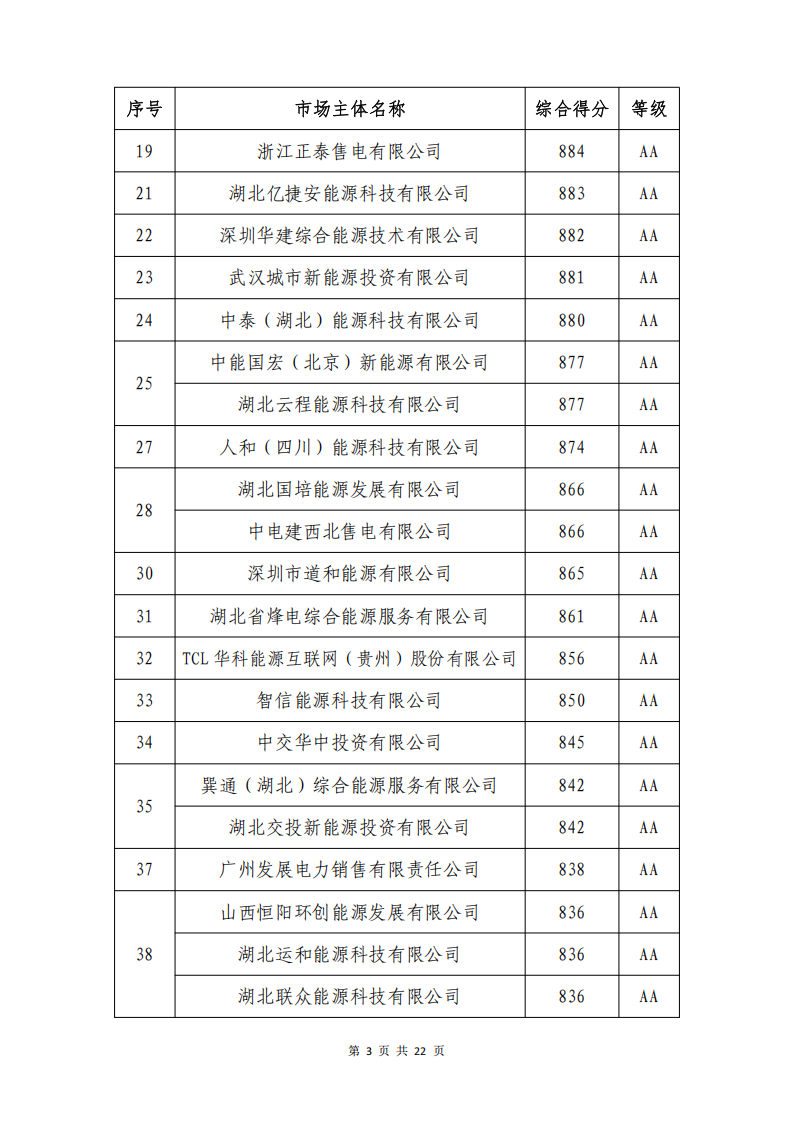 序号 市场主体名称 综合得分 等级
19 浙江正泰售电有限公司 884 AA
21 湖北亿捷安能源科技有限公司 883 AA
22 深圳华建综合能源技术有限公司 882 AA
23 武汉城市新能源投资有限公司 881 AA
24 中泰（湖北）能源科技有限公司 880 AA
25 中能国宏（北京）新能源有限公司 877 AA
湖北云程能源科技有限公司 877 AA
27 人和（四川）能源科技有限公司 874 AA
28 湖北国培能源发展有限公司 866 AA
中电建西北售电有限公司 866 AA
30 深圳市道和能源有限公司 865 AA
31 湖北省烽电综合能源服务有限公司 861 AA
32 TCL 华科能源互联网（贵州）股份有限公司 856 AA
33 智信能源科技有限公司 850 AA
34 中交华中投资有限公司 845 AA
35 巽通（湖北）综合能源服务有限公司 842 AA
湖北交投新能源投资有限公司 842 AA
37 广州发展电力销售有限责任公司 838 AA
38 山西恒阳环创能源发展有限公司 836 AA
湖北运和能源科技有限公司 836 AA
湖北联众能源科技有限公司 836 AA
第 3 页 共 22 页